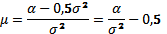 μ = (α − 0,5σ²)/σ² = α/σ² − 0,5